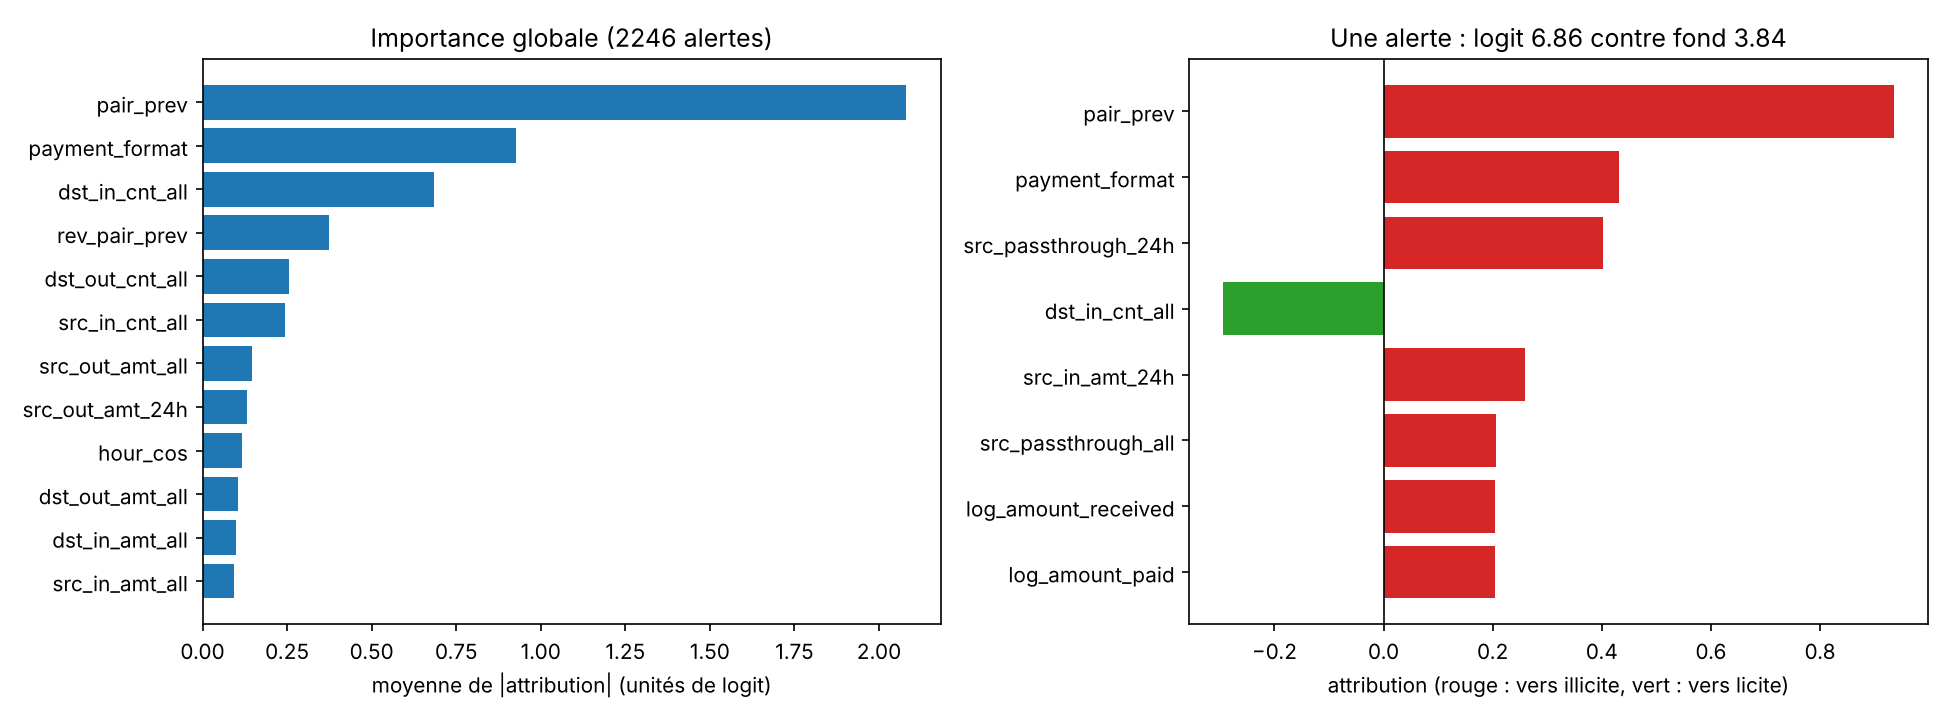 Importance globale (2246 alertes)
pair_prev
payment_format
dst_in_cnt_all
rev_pair_prev
dst_out_cnt_all
src_in_cnt_all
src_out_amt_all
src_out_amt_24h
hour_cos
dst_out_amt_all
dst_in_amt_all
src_in_amt_all
0.00 0.25 0.50 0.75 1.00 1.25 1.50 1.75 2.00
moyenne de |attribution| (unités de logit)
Une alerte : logit 6.86 contre fond 3.84
pair_prev
payment_format
src_passthrough_24h
dst_in_cnt_all
src_in_amt_24h
src_passthrough_all
log_amount_received
log_amount_paid
−0.2 0.0 0.2 0.4 0.6 0.8
attribution (rouge : vers illicite, vert : vers licite)